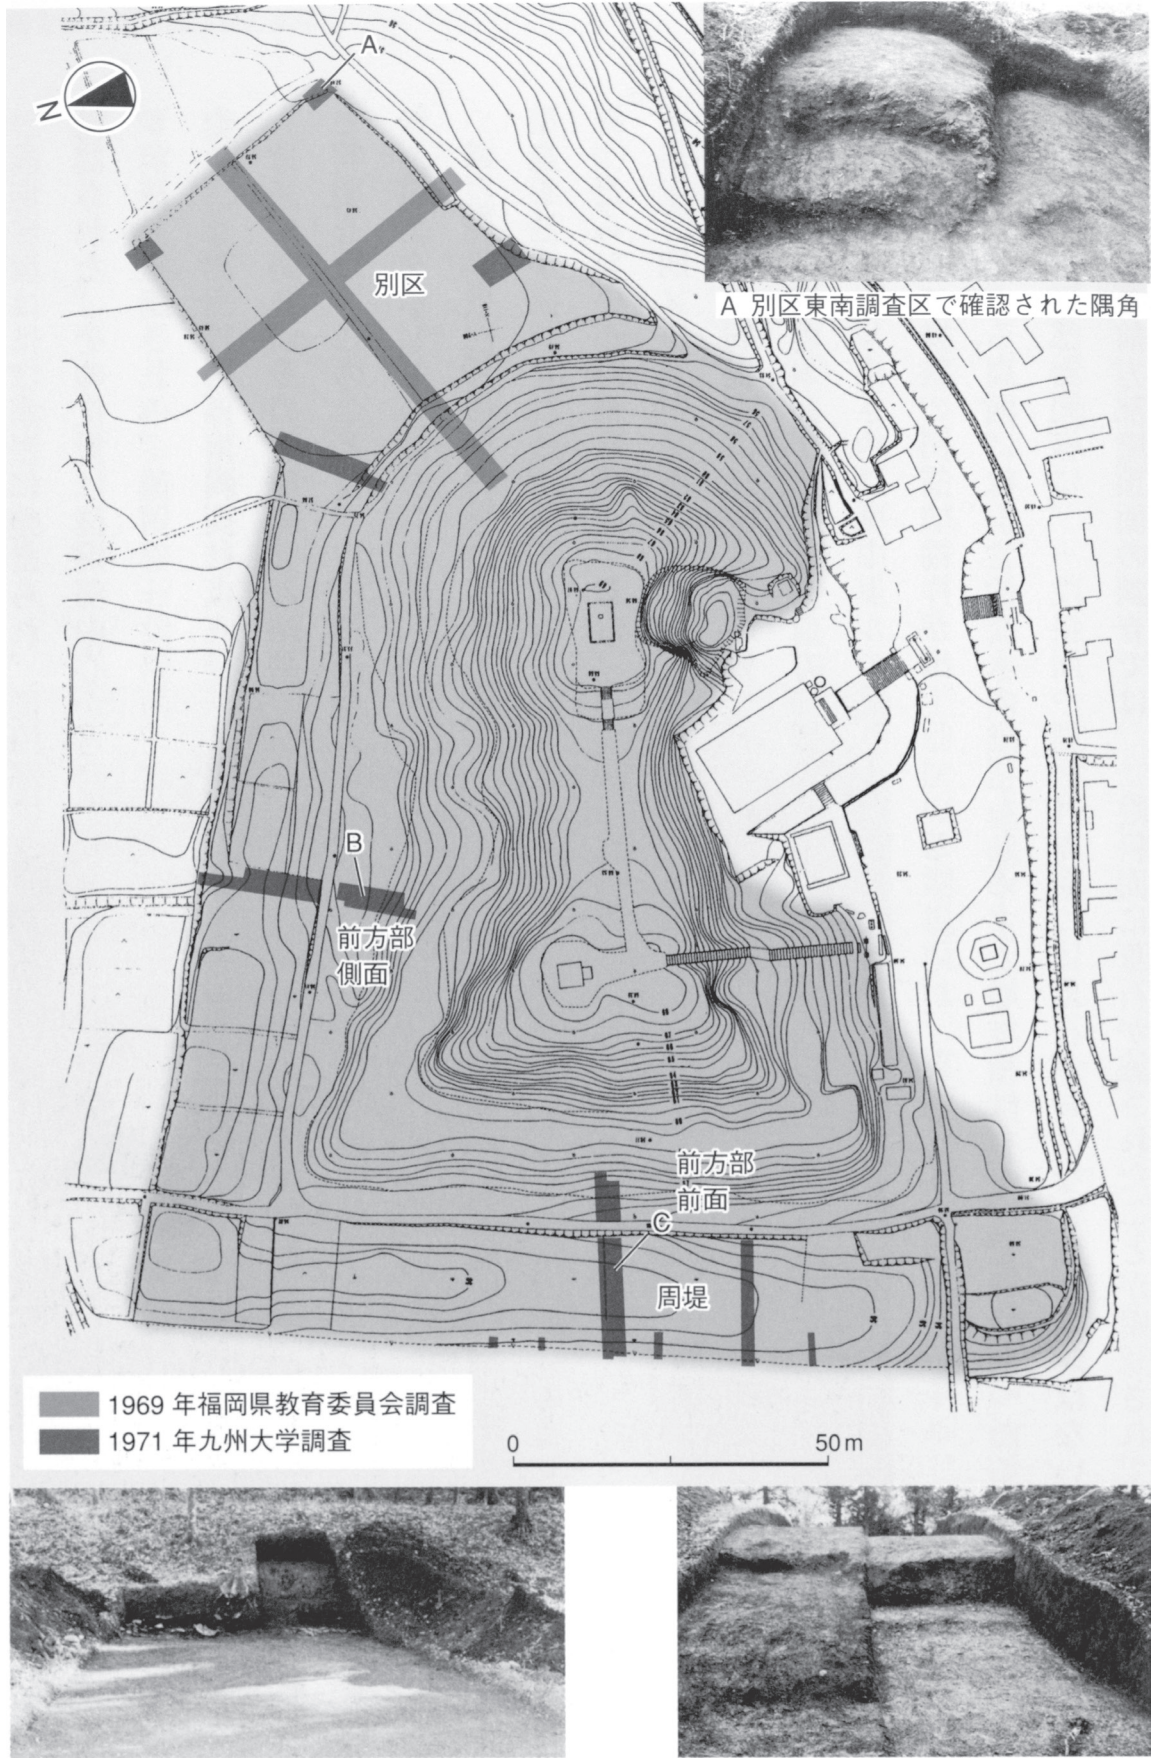 N
A
A 別区東南調査区で確認された隅角
別区
B
前方部
側面
前方部
前面
C
周堤
1969 年福岡県教育委員会調査
1971 年九州大学調査
0 50m